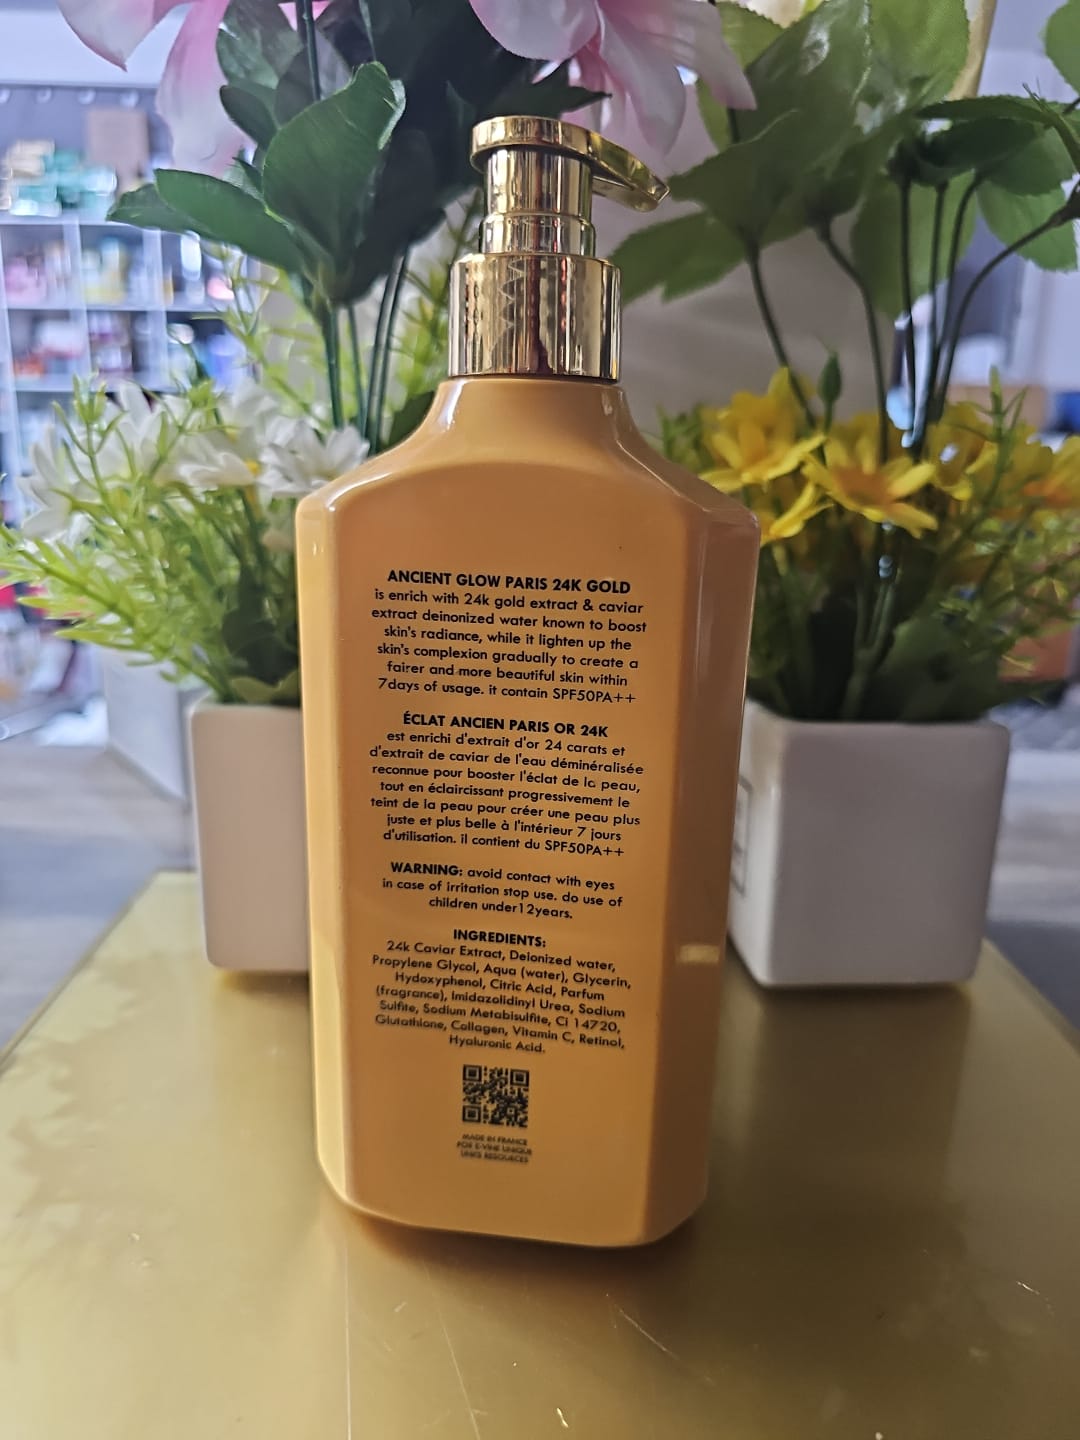 ANCIENT GLOW PARIS 24K GOLD
is enrich with 24k gold extract & caviar
extract deinonized water known to boost
skin's radiance, while it lighten up the
skin's complexion gradually to create a
fairer and more beautiful skin within
7days of usage. it contain SPF50PA++
ÉCLAT ANCIEN PARIS OR 24K
est enrichi d'extrait d'or 24 carats et
d'extrait de caviar de l'eau déminéralisée
reconnue pour booster l'éclat de la peau,
tout en éclaircissant progressivement le
teint de la peau pour créer une peau plus
juste et plus belle à l'intérieur 7 jours
d'utilisation. il contient du SPF50PA++
WARNING: avoid contact with eyes
in case of irritation stop use. do use of
children under12years.
INGREDIENTS:
24k Caviar Extract, Deionized water,
Propylene Glycol, Aqua (water), Glycerin,
Hydoxyphenol, Citric Acid, Parfum
(fragrance), Imidazolidinyl Urea, Sodium
Sulfite, Sodium Metabisulfite, Ci 14720,
Glutathione, Collagen, Vitamin C, Retinol,
Hyaluronic Acid.
MADE IN FRANCE
FOR E-VINE UNIQUE
LINKS RESOURCES